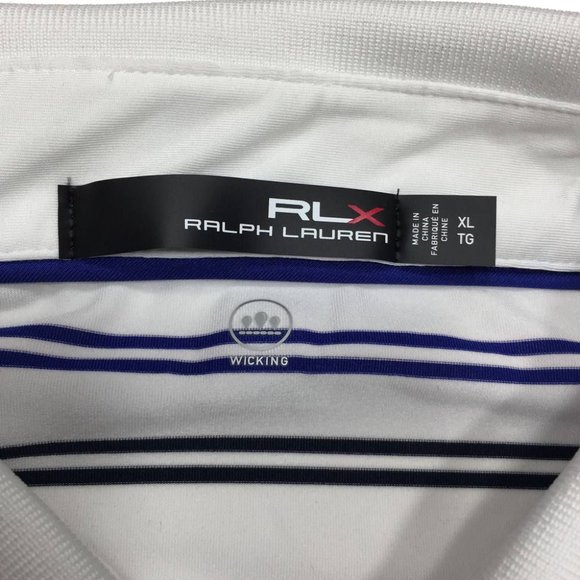 RLX
RALPH LAUREN
MADE IN
CHINA
FABRIQUÉ EN
CHINE
XL
TG
WICKING